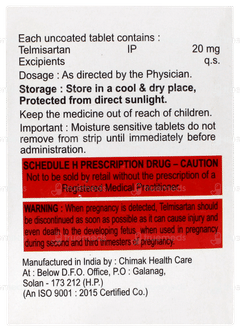 Each uncoated tablet contains :
Telmisartan IP 20 mg
Excipients q.s.
Dosage : As directed by the Physician.
Storage : Store in a cool & dry place,
Protected from direct sunlight.
Keep the medicine out of reach of children.
Important : Moisture sensitive tablets do not
remove from strip until immediately before
administration.
SCHEDULE H PRESCRIPTION DRUG – CAUTION
Not to be sold by retail without the prescription of a
Registered Medical Practitioner.
WARNING : When pregnancy is detected, Telmisartan should
be discontinued as soon as possible as it can cause injury and
even death to the developing fetus, when used in pregnancy
during second and third trimesters of pregnancy.
Manufactured in India by : Chimak Health Care
At : Below D.F.O. Office, P.O : Galanag,
Solan - 173 212 (H.P.)
(An ISO 9001 : 2015 Certified Co.)